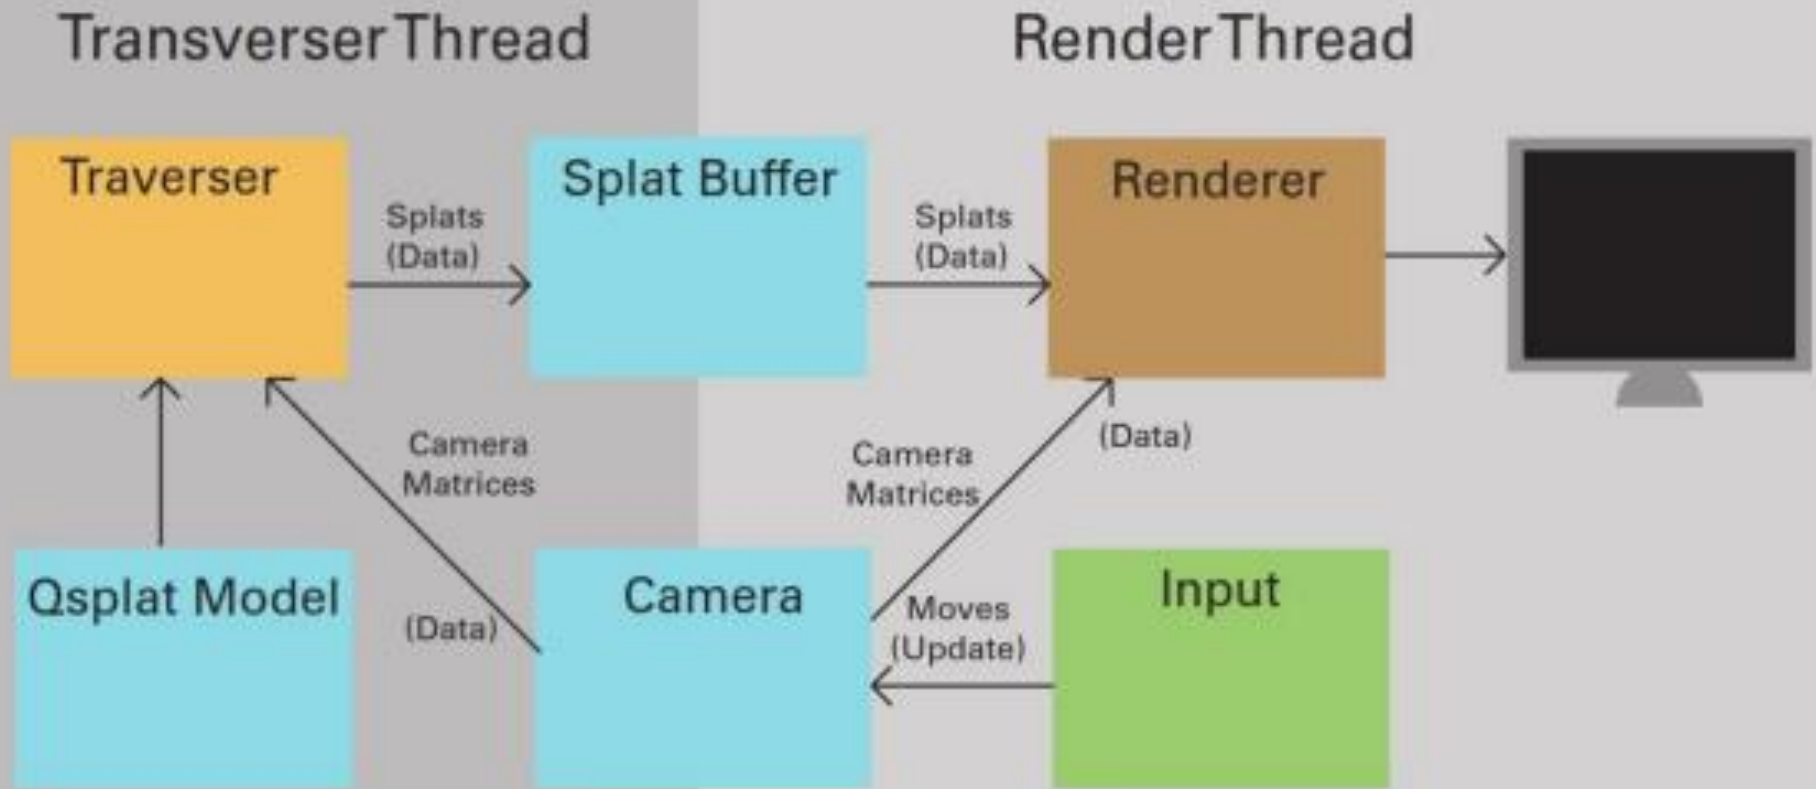 Transverser Thread
Render Thread
Traverser
Splats
(Data)
Splat Buffer
Splats
(Data)
Renderer
Camera
Matrices
(Data)
Camera
Matrices
(Data)
Qsplat Model
Camera
Moves
(Update)
Input